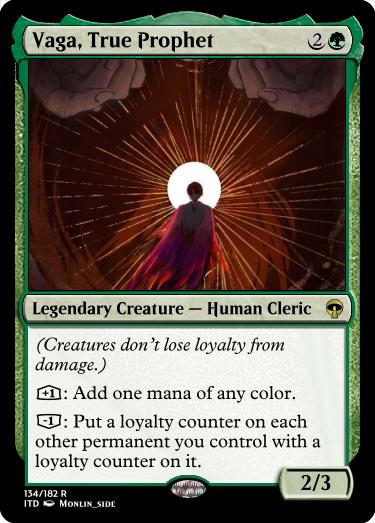 Vaga, True Prophet 2
Legendary Creature — Human Cleric
(Creatures don't lose loyalty from
damage.)
+1: Add one mana of any color.
-1: Put a loyalty counter on each
other permanent you control with a
loyalty counter on it.
2/3
134/182 R
ITD MONLIN_SIDE